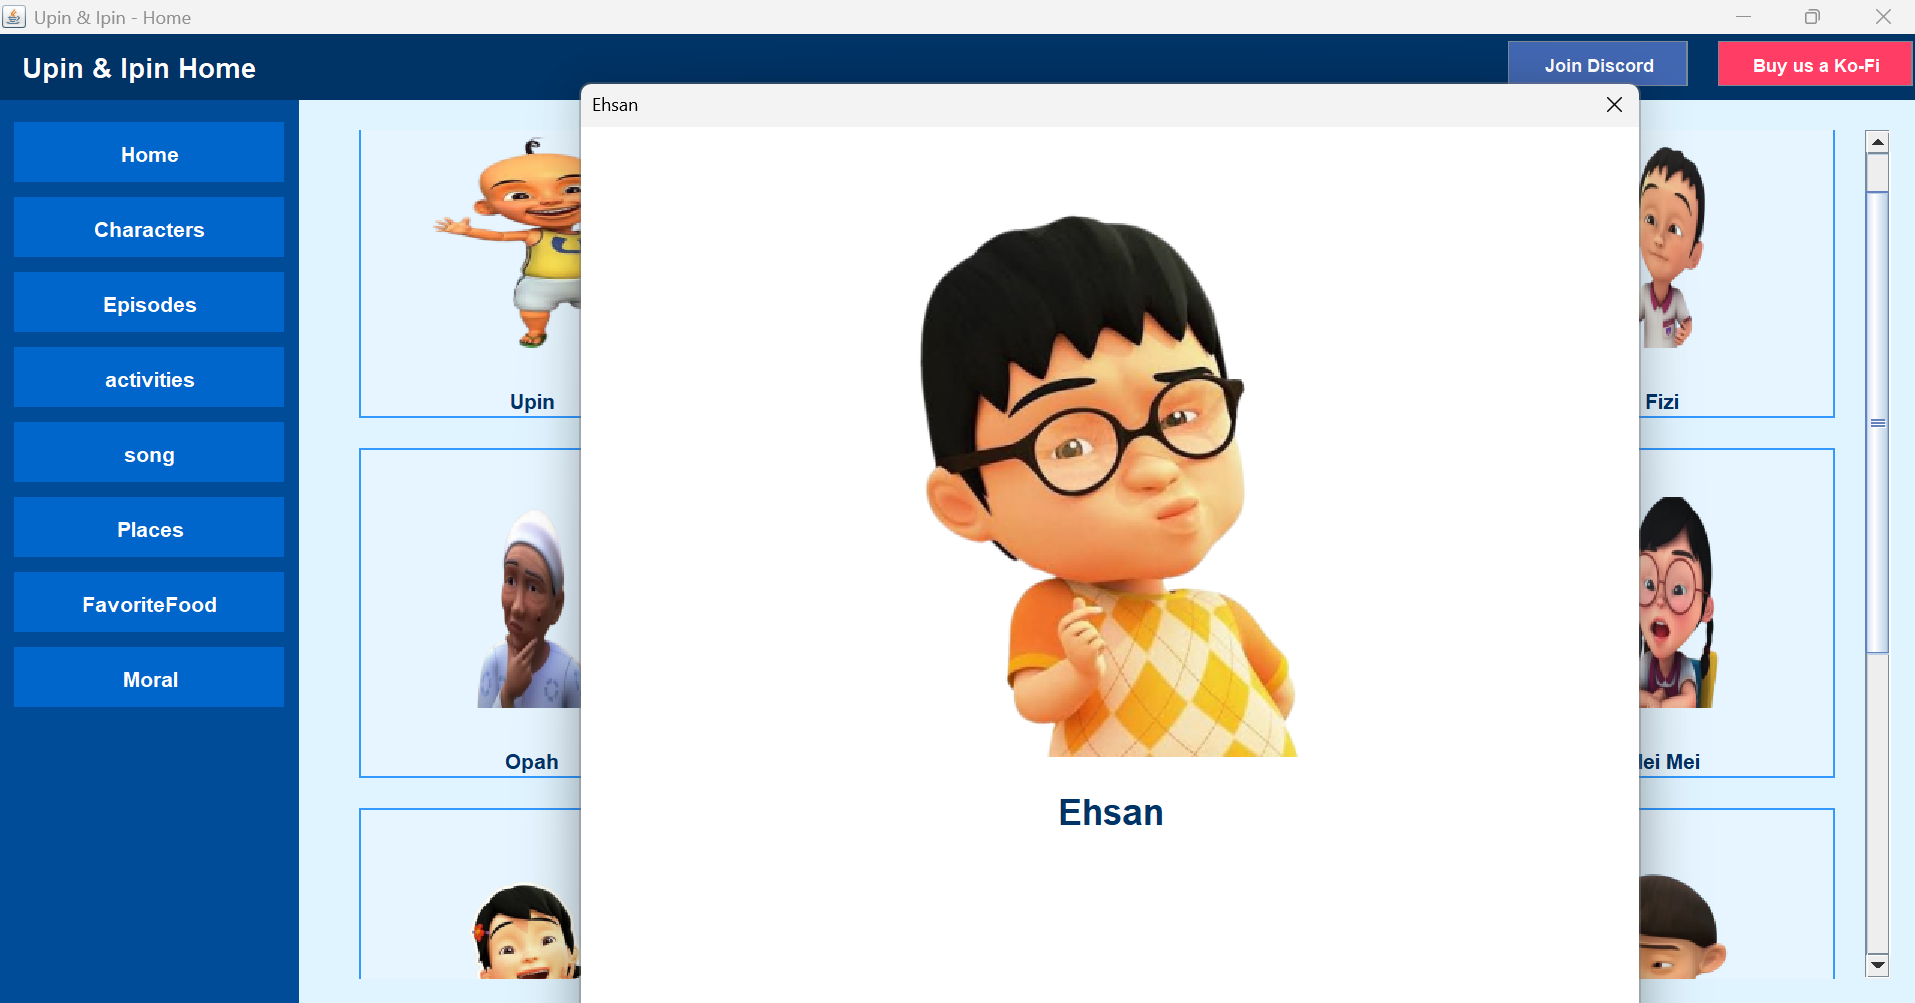 Upin & Ipin - Home
Upin & Ipin Home
Join Discord
Buy us a Ko-Fi
Ehsan
Home
Characters
Episodes
activities
song
Places
FavoriteFood
Moral
Upin
Fizi
Opah
lei Mei
Ehsan